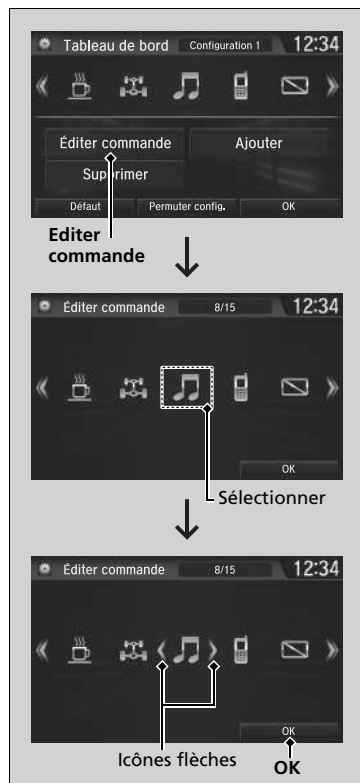 Tableau de bord Configuration 1 12:34
Éditer commande Ajouter
Supprimer
Défaut Permuter config. OK
Editer
commande
Éditer commande 8/15 12:34
OK
Sélectionner
Éditer commande 8/15 12:34
OK
Icônes flèches
OK